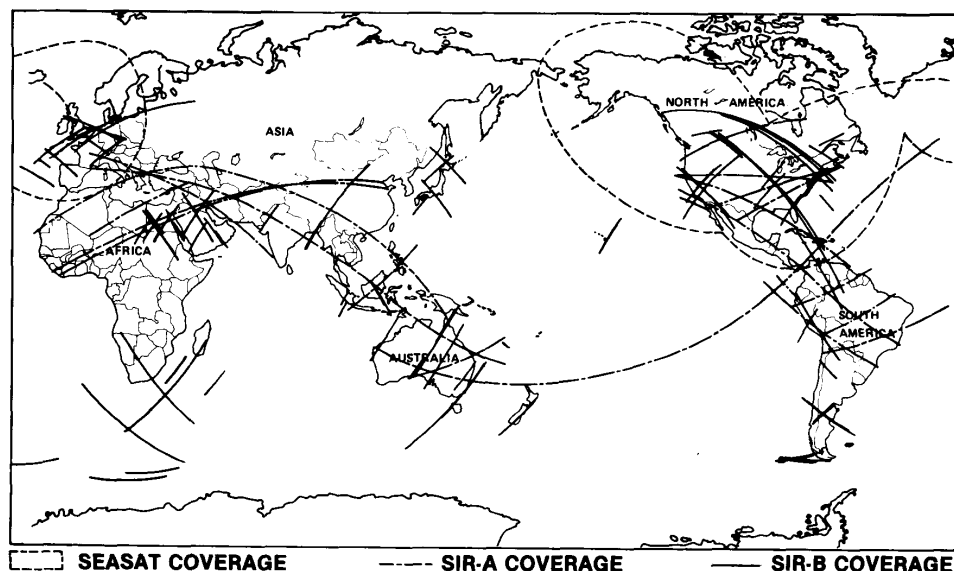 NORTH AMERICA
ASIA
AFRICA
SOUTH
AMERICA
AUSTRALIA
SEASAT COVERAGE
SIR-A COVERAGE
SIR-B COVERAGE